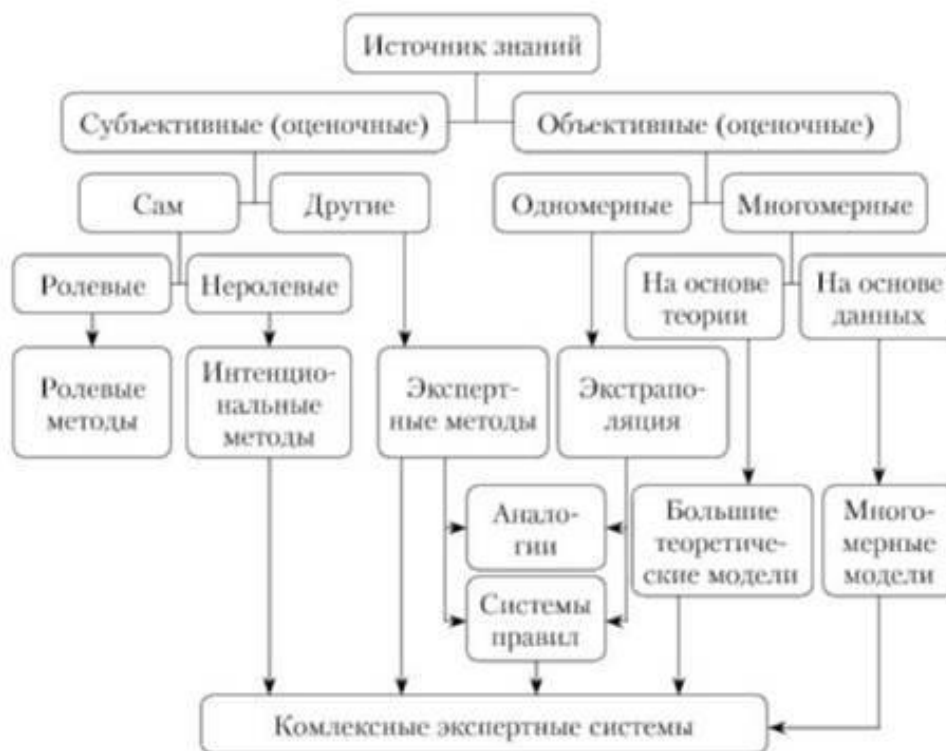 Источник знаний
Субъективные (оценочные)
Объективные (оценочные)
Сам
Другие
Одномерные
Многомерные
Ролевые
Неролевые
На основе
теории
На основе
данных
Ролевые
методы
Интенцио-
нальные
методы
Эксперт-
ные методы
Экстрапо-
ляция
Анало-
гии
Большие
теоретиче-
ские модели
Много-
мерные
модели
Системы
правил
Комлексные экспертные системы